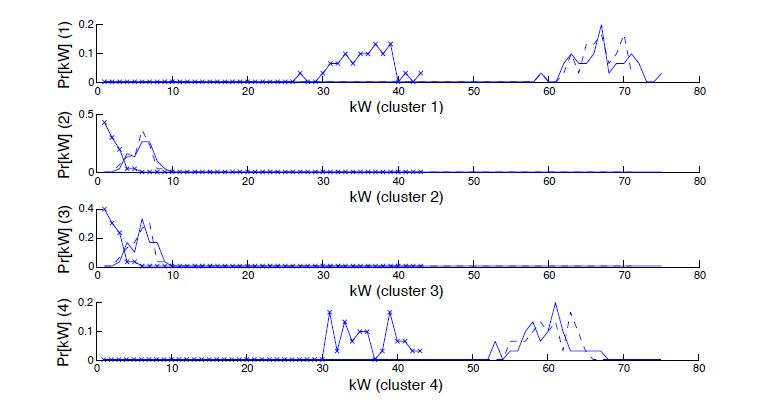 Pr[kW] (1)
0.2
0.1
0
0 10 20 30 40 50 60 70 80
kW (cluster 1)
Pr[kW] (2)
0.5
0
0 10 20 30 40 50 60 70 80
kW (cluster 2)
Pr[kW] (3)
0.4
0.2
0
0 10 20 30 40 50 60 70 80
kW (cluster 3)
Pr[kW] (4)
0.2
0.1
0
0 10 20 30 40 50 60 70 80
kW (cluster 4)